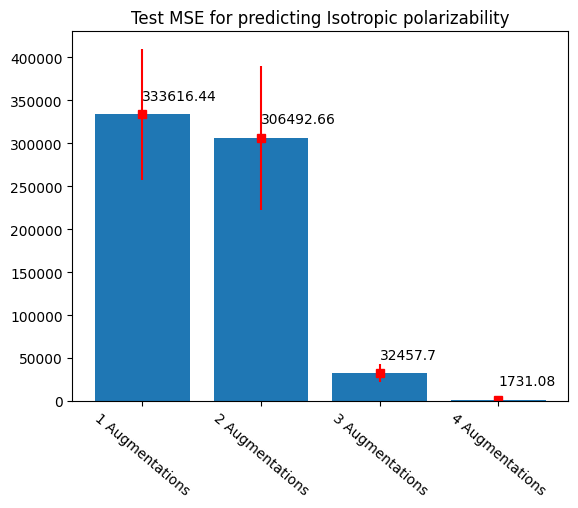 Test MSE for predicting Isotropic polarizability
400000
350000
300000
250000
200000
150000
100000
50000
0
333616.44
306492.66
32457.7
1731.08
1 Augmentations
2 Augmentations
3 Augmentations
4 Augmentations